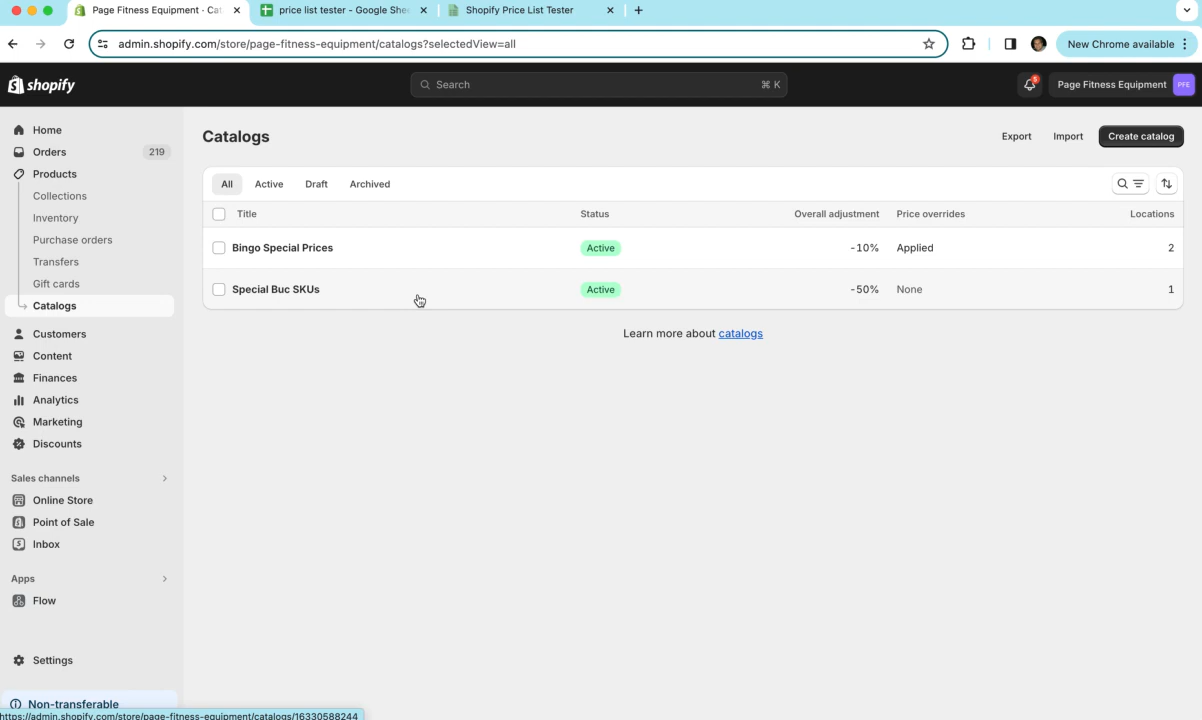 Page Fitness Equipment · Cat
price list tester - Google She
Shopify Price List Tester
admin.shopify.com/store/page-fitness-equipment/catalogs?selectedView=all
New Chrome available
shopify
Search
⌘ K
5
Page Fitness Equipment
PFE
Home
Orders 219
Products
Collections
Inventory
Purchase orders
Transfers
Gift cards
Catalogs
Customers
Content
Finances
Analytics
Marketing
Discounts
Sales channels
Online Store
Point of Sale
Inbox
Apps
Flow
Settings
Non-transferable
https://admin.shopify.com/store/page-fitness-equipment/catalogs/16330588244
Catalogs
Export Import Create catalog
All Active Draft Archived
Title Status Overall adjustment Price overrides Locations
Bingo Special Prices Active -10% Applied 2
Special Buc SKUs Active -50% None 1
Learn more about catalogs